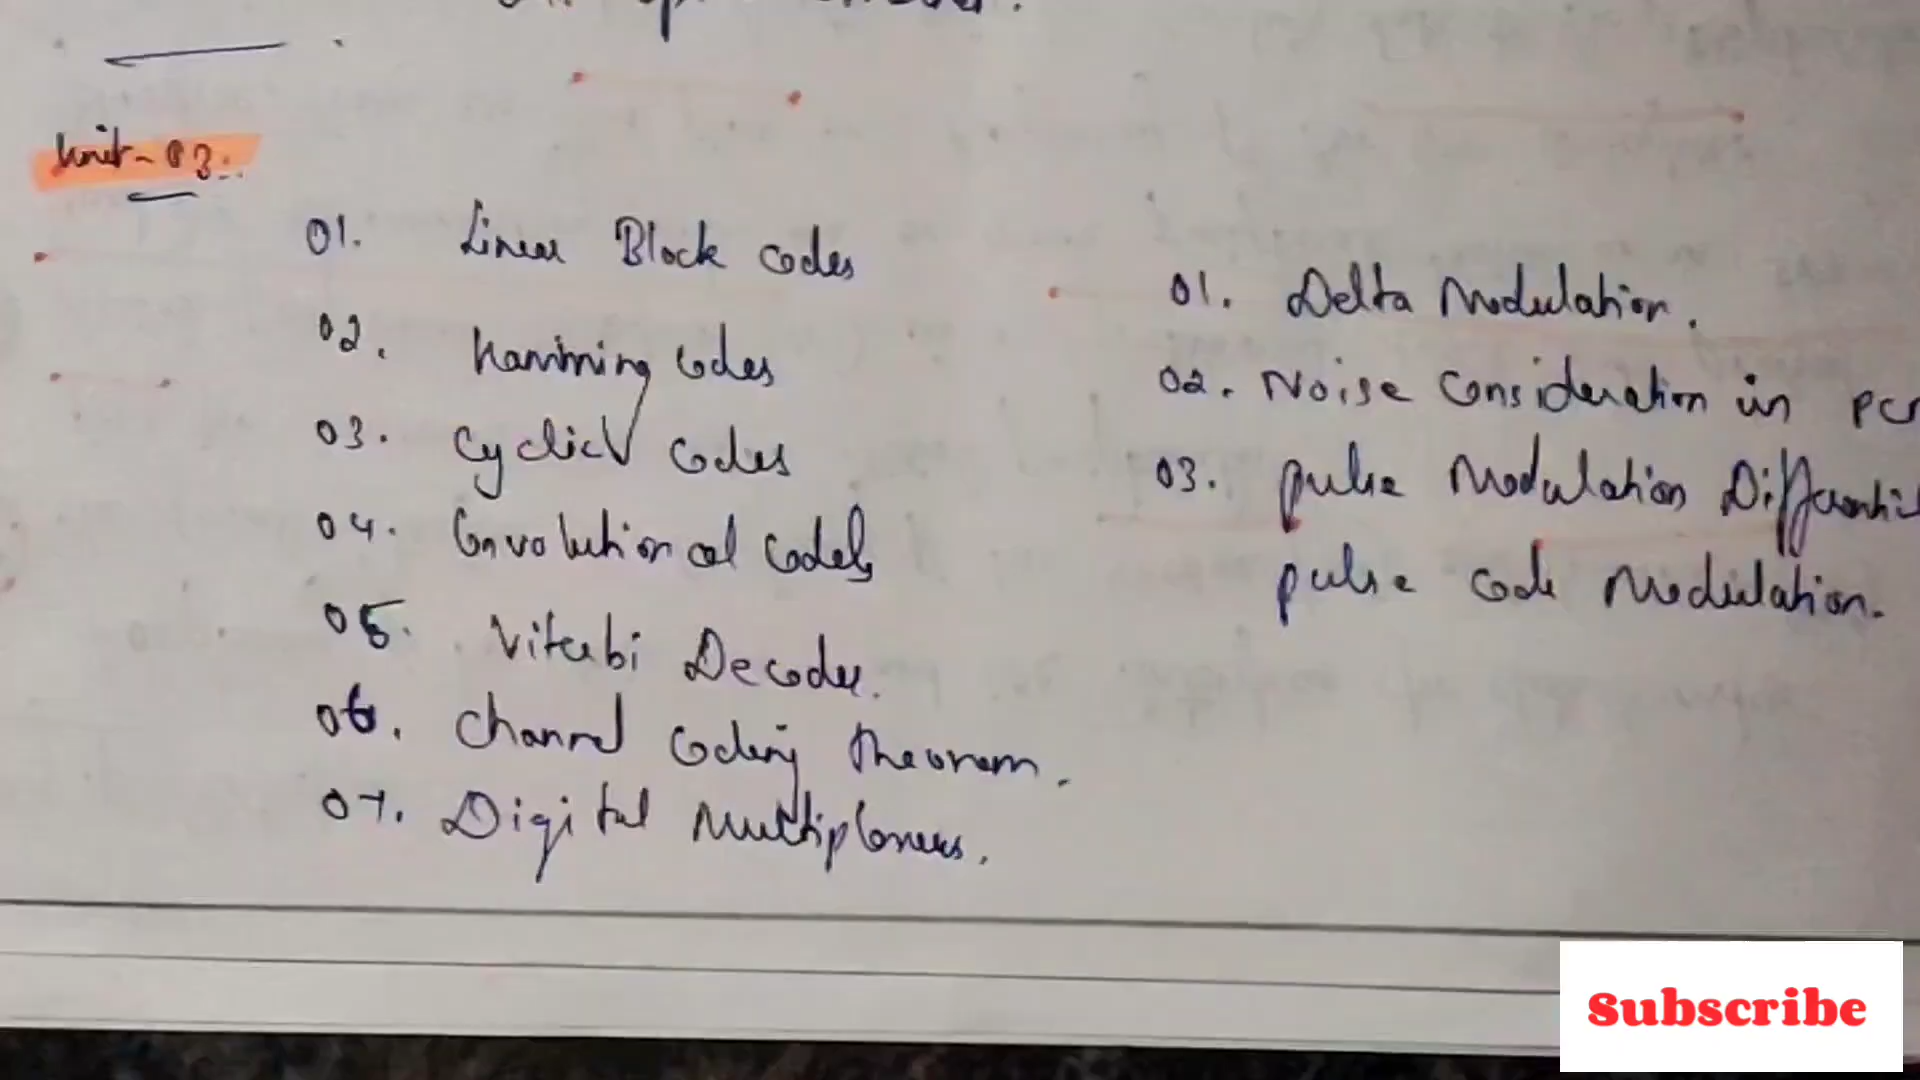 Unit-03.
01. Linear Block codes
02. Hamming codes
03. Cyclic codes
04. Convolutional codes
05. Viterbi Decoder.
06. Channel Coding theorem.
07. Digital Multiplexers.
01. Delta Modulation.
02. Noise Consideration in PC
03. pulse Modulation Differenti
pulse code Modulation.
Subscribe